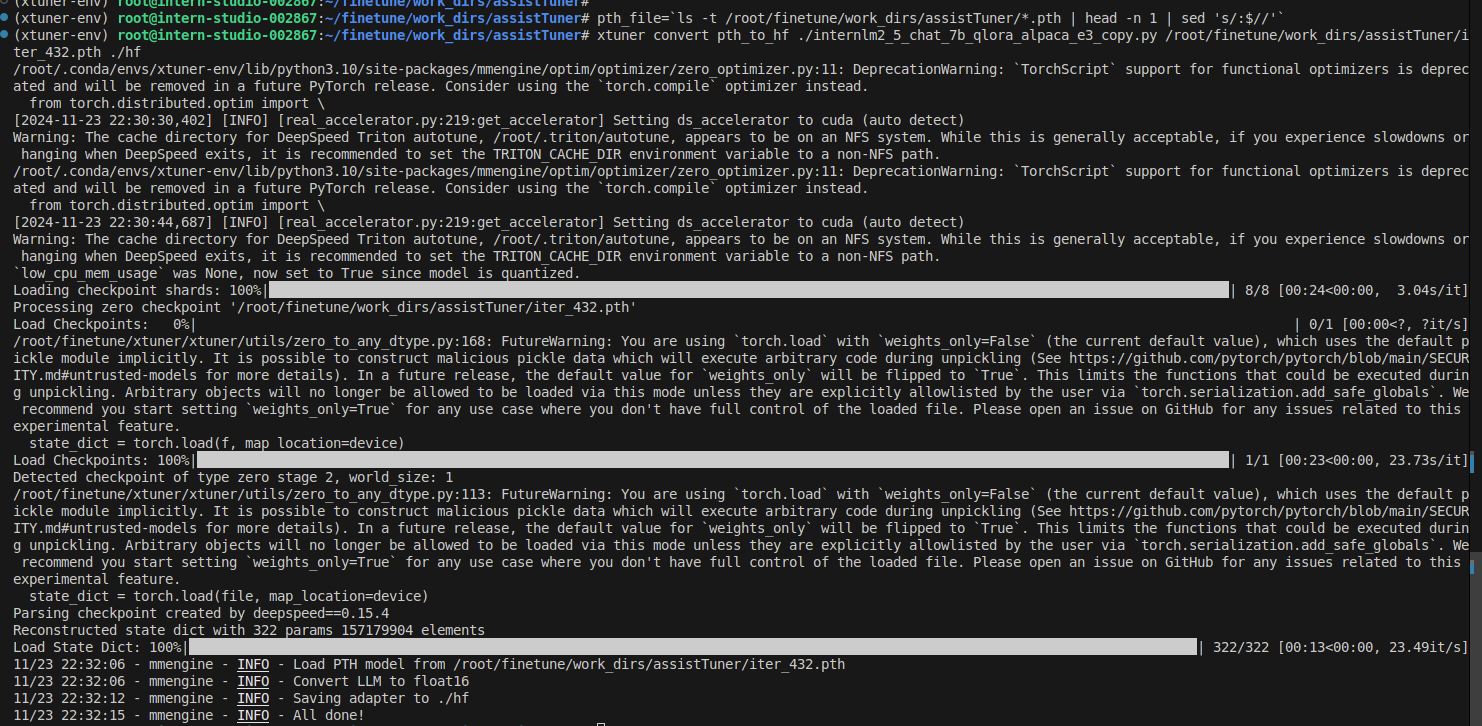 (xtuner-env) root@intern-studio-002867:~/finetune/work_dirs/assistTuner#
(xtuner-env) root@intern-studio-002867:~/finetune/work_dirs/assistTuner# pth_file=`ls -t /root/finetune/work_dirs/assistTuner/*.pth | head -n 1 | sed 's/:$//'`
(xtuner-env) root@intern-studio-002867:~/finetune/work_dirs/assistTuner# xtuner convert pth_to_hf ./internlm2_5_chat_7b_qlora_alpaca_e3_copy.py /root/finetune/work_dirs/assistTuner/i
ter_432.pth ./hf
/root/.conda/envs/xtuner-env/lib/python3.10/site-packages/mmengine/optim/optimizer/zero_optimizer.py:11: DeprecationWarning: `TorchScript` support for functional optimizers is deprec
ated and will be removed in a future PyTorch release. Consider using the `torch.compile` optimizer instead.
  from torch.distributed.optim import \
[2024-11-23 22:30:30,402] [INFO] [real_accelerator.py:219:get_accelerator] Setting ds_accelerator to cuda (auto detect)
Warning: The cache directory for DeepSpeed Triton autotune, /root/.triton/autotune, appears to be on an NFS system. While this is generally acceptable, if you experience slowdowns or
 hanging when DeepSpeed exits, it is recommended to set the TRITON_CACHE_DIR environment variable to a non-NFS path.
/root/.conda/envs/xtuner-env/lib/python3.10/site-packages/mmengine/optim/optimizer/zero_optimizer.py:11: DeprecationWarning: `TorchScript` support for functional optimizers is deprec
ated and will be removed in a future PyTorch release. Consider using the `torch.compile` optimizer instead.
  from torch.distributed.optim import \
[2024-11-23 22:30:44,687] [INFO] [real_accelerator.py:219:get_accelerator] Setting ds_accelerator to cuda (auto detect)
Warning: The cache directory for DeepSpeed Triton autotune, /root/.triton/autotune, appears to be on an NFS system. While this is generally acceptable, if you experience slowdowns or
 hanging when DeepSpeed exits, it is recommended to set the TRITON_CACHE_DIR environment variable to a non-NFS path.
`low_cpu_mem_usage` was None, now set to True since model is quantized.
Loading checkpoint shards: 100%| | 8/8 [00:24<00:00,  3.04s/it]
Processing zero checkpoint '/root/finetune/work_dirs/assistTuner/iter_432.pth'
Load Checkpoints:   0%| | 0/1 [00:00<?, ?it/s]
/root/finetune/xtuner/xtuner/utils/zero_to_any_dtype.py:168: FutureWarning: You are using `torch.load` with `weights_only=False` (the current default value), which uses the default p
ickle module implicitly. It is possible to construct malicious pickle data which will execute arbitrary code during unpickling (See https://github.com/pytorch/pytorch/blob/main/SECUR
ITY.md#untrusted-models for more details). In a future release, the default value for `weights_only` will be flipped to `True`. This limits the functions that could be executed durin
g unpickling. Arbitrary objects will no longer be allowed to be loaded via this mode unless they are explicitly allowlisted by the user via `torch.serialization.add_safe_globals`. We
 recommend you start setting `weights_only=True` for any use case where you don't have full control of the loaded file. Please open an issue on GitHub for any issues related to this
experimental feature.
  state_dict = torch.load(f, map_location=device)
Load Checkpoints: 100%| | 1/1 [00:23<00:00, 23.73s/it]
Detected checkpoint of type zero stage 2, world_size: 1
/root/finetune/xtuner/xtuner/utils/zero_to_any_dtype.py:113: FutureWarning: You are using `torch.load` with `weights_only=False` (the current default value), which uses the default p
ickle module implicitly. It is possible to construct malicious pickle data which will execute arbitrary code during unpickling (See https://github.com/pytorch/pytorch/blob/main/SECUR
ITY.md#untrusted-models for more details). In a future release, the default value for `weights_only` will be flipped to `True`. This limits the functions that could be executed durin
g unpickling. Arbitrary objects will no longer be allowed to be loaded via this mode unless they are explicitly allowlisted by the user via `torch.serialization.add_safe_globals`. We
 recommend you start setting `weights_only=True` for any use case where you don't have full control of the loaded file. Please open an issue on GitHub for any issues related to this
experimental feature.
  state_dict = torch.load(file, map_location=device)
Parsing checkpoint created by deepspeed==0.15.4
Reconstructed state dict with 322 params 157179904 elements
Load State Dict: 100%| | 322/322 [00:13<00:00, 23.49it/s]
11/23 22:32:06 - mmengine - INFO - Load PTH model from /root/finetune/work_dirs/assistTuner/iter_432.pth
11/23 22:32:06 - mmengine - INFO - Convert LLM to float16
11/23 22:32:12 - mmengine - INFO - Saving adapter to ./hf
11/23 22:32:15 - mmengine - INFO - All done!